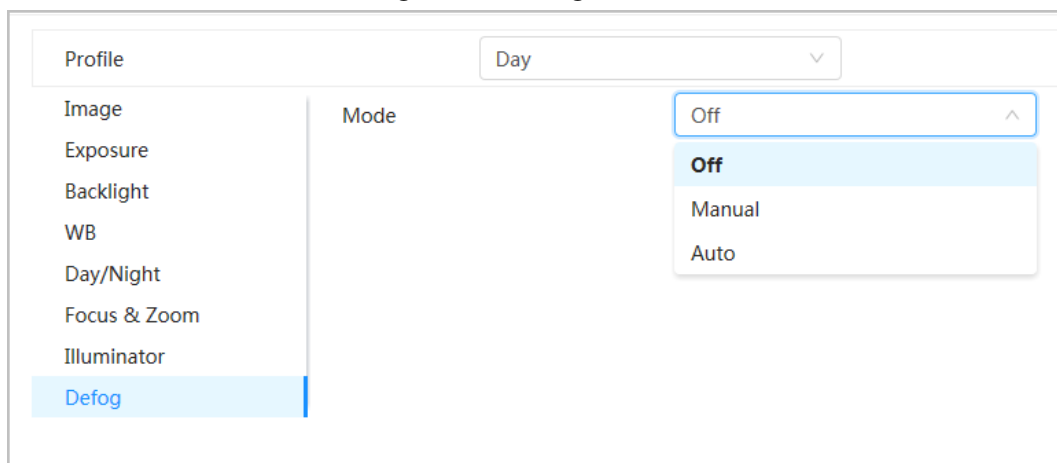 Profile Day
Image Mode Off
Exposure Off
Backlight
WB Manual
Day/Night Auto
Focus & Zoom
Illuminator
Defog